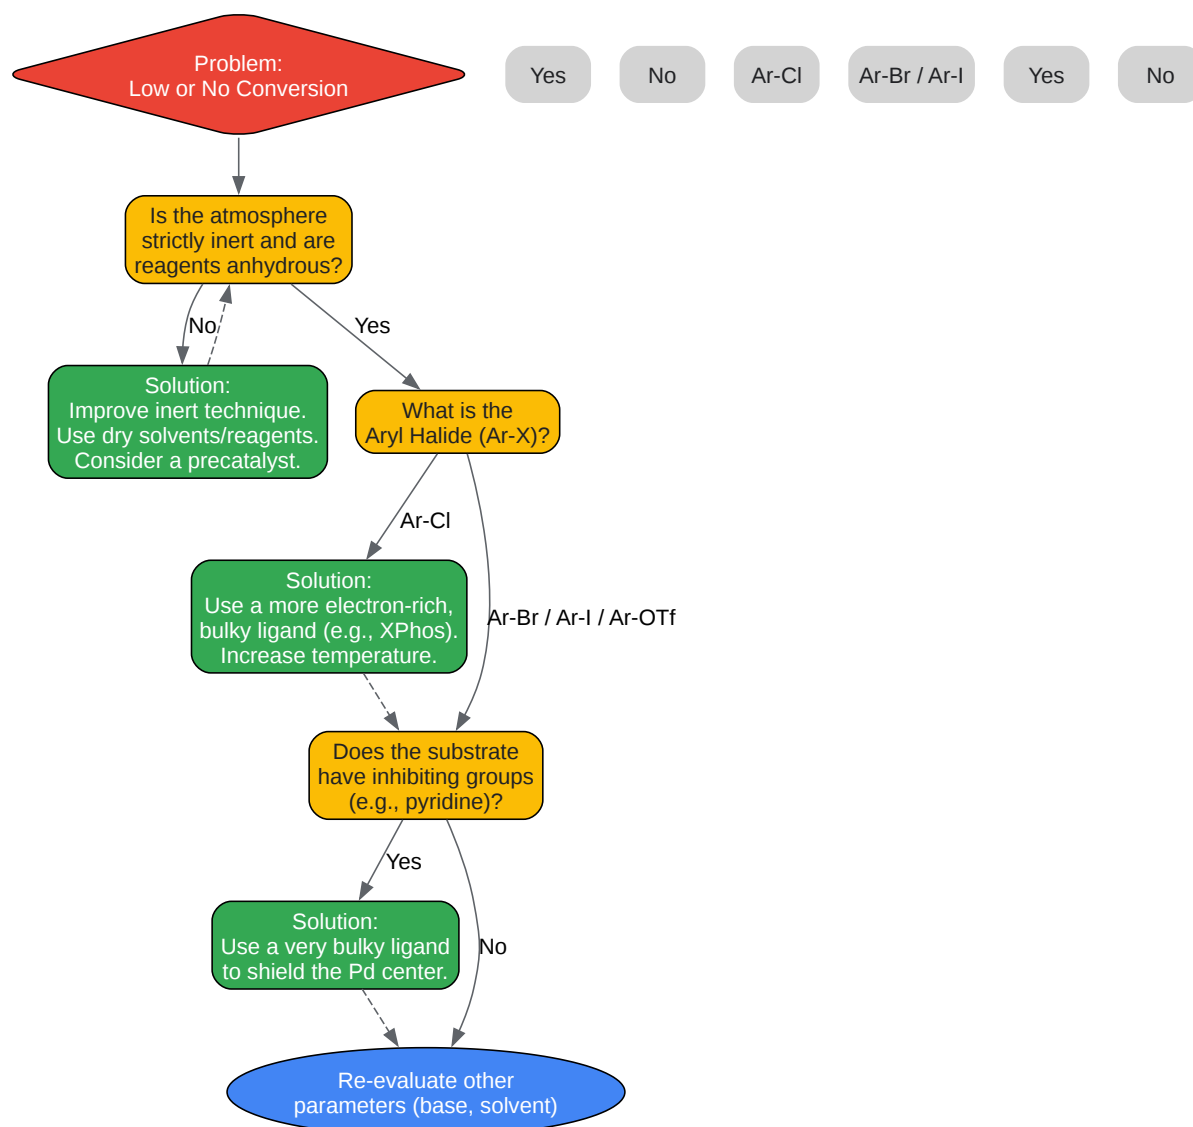 Problem:
Low or No Conversion
Yes
No
Ar-Cl
Ar-Br / Ar-I
Yes
No
Is the atmosphere
strictly inert and are
reagents anhydrous?
No
Yes
Solution:
Improve inert technique.
Use dry solvents/reagents.
Consider a precatalyst.
What is the
Aryl Halide (Ar-X)?
Ar-Cl
Solution:
Use a more electron-rich,
bulky ligand (e.g., XPhos).
Increase temperature.
Ar-Br / Ar-I / Ar-OTf
Does the substrate
have inhibiting groups
(e.g., pyridine)?
Yes
Solution:
Use a very bulky ligand
to shield the Pd center.
No
Re-evaluate other
parameters (base, solvent)